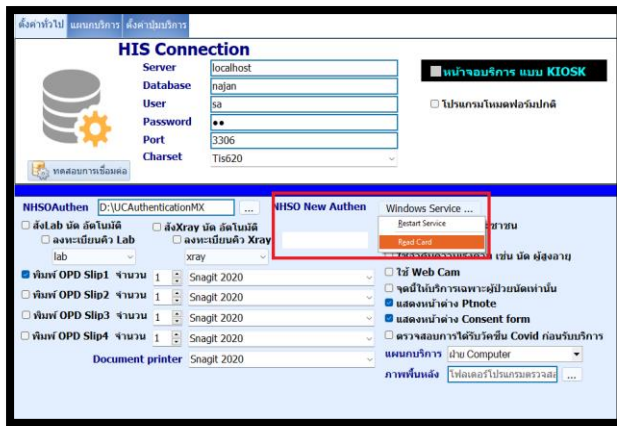 ตั้งค่าทั่วไป แผนกบริการ ตั้งค่าปุ่มบริการ
HIS Connection
Server localhost
Database najan
User sa
Password ●●
Port 3306
Charset Tis620
ทดสอบการเชื่อมต่อ
หน้าจอบริการ แบบ KIOSK
โปรแกรมโหมดฟอร์มปกติ
NHSOAuthen D:\UCAuthenticationMX ...
NHSO New Authen Windows Service ...
Restart Service
Read Card
สั่งLab นัด อัตโนมัติ สั่งXray นัด อัตโนมัติ
ลงทะเบียนคิว Lab ลงทะเบียนคิว Xray
lab xray
พิมพ์ OPD Slip1 จำนวน 1 Snagit 2020
พิมพ์ OPD Slip2 จำนวน 1 Snagit 2020
พิมพ์ OPD Slip3 จำนวน 1 Snagit 2020
พิมพ์ OPD Slip4 จำนวน 1 Snagit 2020
Document printer Snagit 2020
เช่น นัด ผู้สูงอายุ
ใช้ Web Cam
จุดนี้ให้บริการเฉพาะผู้ป่วยนัดเท่านั้น
แสดงหน้าต่าง Ptnote
แสดงหน้าต่าง Consent form
ตรวจสอบการได้รับวัคซีน Covid ก่อนรับบริการ
แผนกบริการ ฝ่าย Computer
ภาพพื้นหลัง โฟลเดอร์โปรแกรมตรวจสอ ...